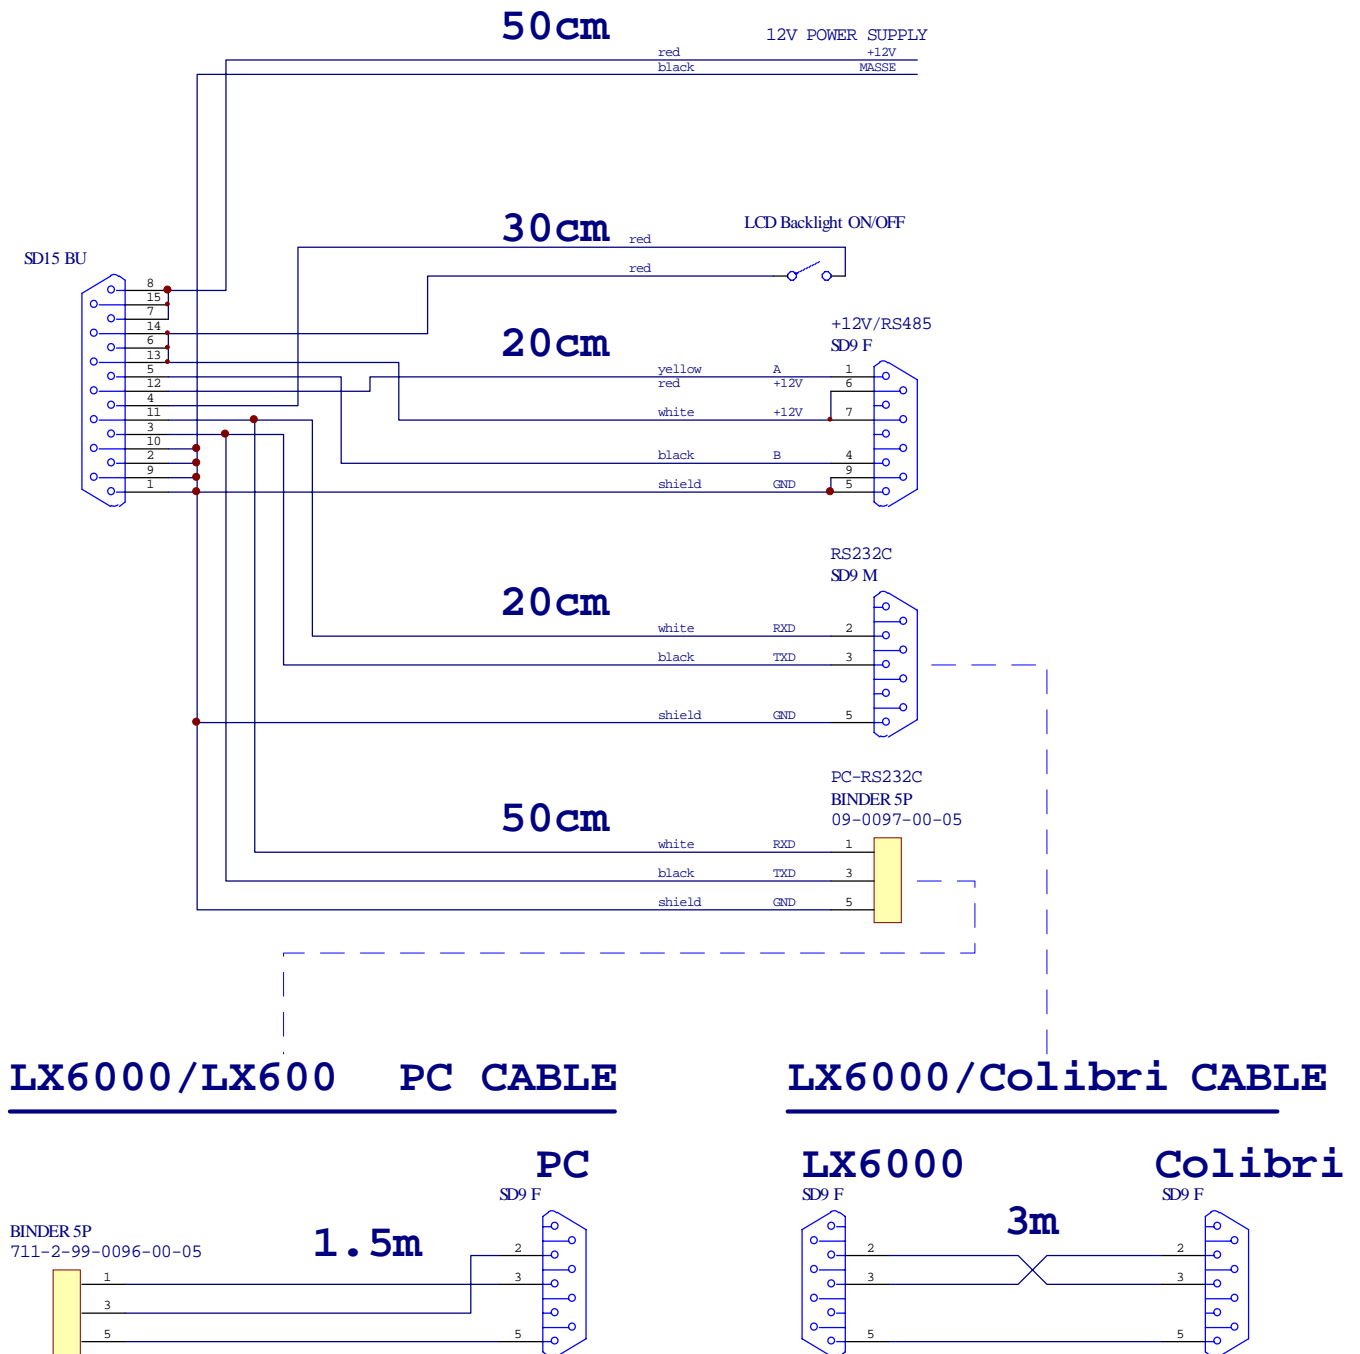 50cm
12V POWER SUPPLY
red +12V
black MASSE
30cm
LCD Backlight ON/OFF
red
red
SD15 BU
8
15
7
14
6
13
5
12
4
11
3
10
2
9
1
20cm
+12V/RS485
SD9 F
yellow A 1
red +12V 6
white +12V 7
black B 4
9
shield GND 5
RS232C
SD9 M
20cm
white RXD 2
black TXD 3
shield GND 5
PC-RS232C
BINDER 5P
09-0097-00-05
50cm
white RXD 1
black TXD 3
shield GND 5
LX6000/LX600 PC CABLE
LX6000/Colibri CABLE
PC
SD9 F
BINDER 5P
711-2-99-0096-00-05
1.5m
1
3
5
2
3
5
LX6000
SD9 F
Colibri
SD9 F
3m
2 2
3 3
5 5